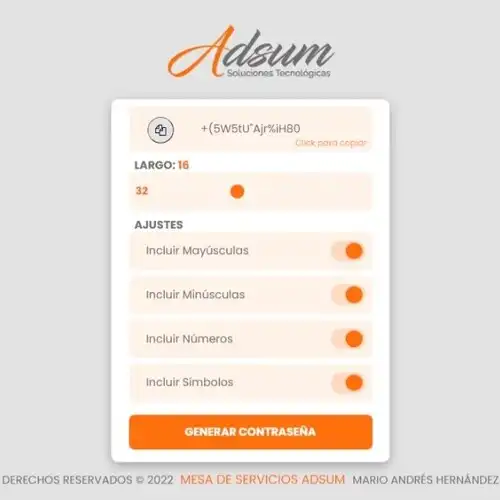 Adsum
Soluciones Tecnológicas
+(5W5tU"Ajr%iH80
Click para copiar
LARGO: 16
32
AJUSTES
Incluir Mayúsculas
Incluir Minúsculas
Incluir Números
Incluir Símbolos
GENERAR CONTRASEÑA
DERECHOS RESERVADOS © 2022 MESA DE SERVICIOS ADSUM MARIO ANDRÉS HERNÁNDEZ